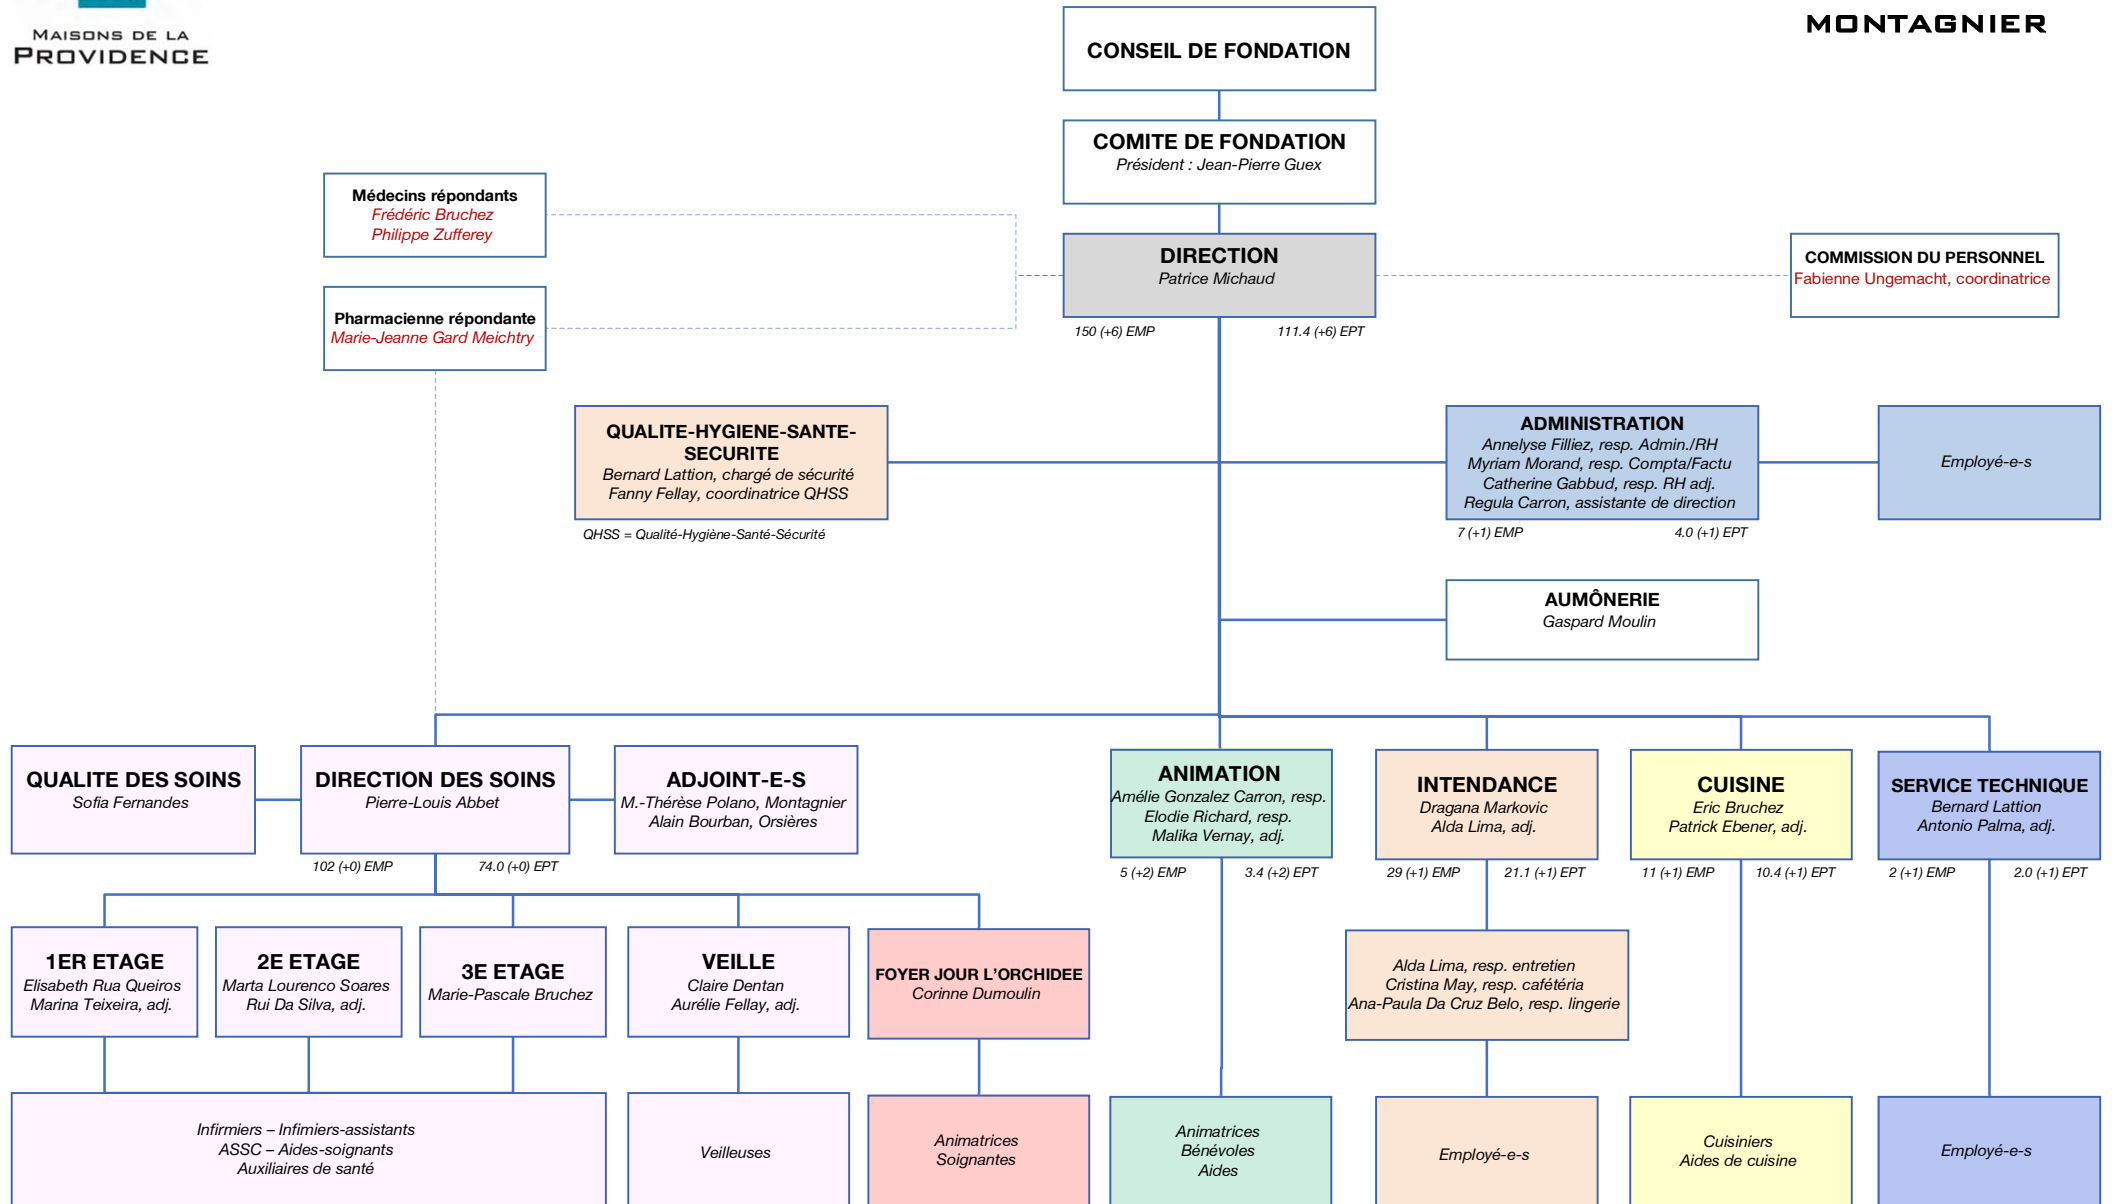 MAISONS DE LA
PROVIDENCE
MONTAGNIER
CONSEIL DE FONDATION
COMITE DE FONDATION
Président : Jean-Pierre Guex
Médecins répondants
Frédéric Bruchez
Philippe Zufferey
DIRECTION
Patrice Michaud
COMMISSION DU PERSONNEL
Fabienne Ungemacht, coordinatrice
Pharmacienne répondante
Marie-Jeanne Gard Meichtry
150 (+6) EMP
111.4 (+6) EPT
QUALITE-HYGIENE-SANTE-
SECURITE
Bernard Lattion, chargé de sécurité
Fanny Fellay, coordinatrice QHSS
QHSS = Qualité-Hygiène-Santé-Sécurité
ADMINISTRATION
Annelyse Filliez, resp. Admin./RH
Myriam Morand, resp. Compta/Factu
Catherine Gabbud, resp. RH adj.
Regula Carron, assistante de direction
7 (+1) EMP
4.0 (+1) EPT
Employé-e-s
AUMÔNERIE
Gaspard Moulin
QUALITE DES SOINS
Sofia Fernandes
DIRECTION DES SOINS
Pierre-Louis Abbet
102 (+0) EMP
74.0 (+0) EPT
ADJOINT-E-S
M.-Thérèse Polano, Montagnier
Alain Bourban, Orsières
ANIMATION
Amélie Gonzalez Carron, resp.
Elodie Richard, resp.
Malika Vernay, adj.
5 (+2) EMP
3.4 (+2) EPT
INTENDANCE
Dragana Markovic
Alda Lima, adj.
29 (+1) EMP
21.1 (+1) EPT
CUISINE
Eric Bruchez
Patrick Ebener, adj.
11 (+1) EMP
10.4 (+1) EPT
SERVICE TECHNIQUE
Bernard Lattion
Antonio Palma, adj.
2 (+1) EMP
2.0 (+1) EPT
1ER ETAGE
Elisabeth Rua Queiros
Marina Teixeira, adj.
2E ETAGE
Marta Lourenco Soares
Rui Da Silva, adj.
3E ETAGE
Marie-Pascale Bruchez
VEILLE
Claire Dentan
Aurélie Fellay, adj.
FOYER JOUR L'ORCHIDEE
Corinne Dumoulin
Alda Lima, resp. entretien
Cristina May, resp. cafétéria
Ana-Paula Da Cruz Belo, resp. lingerie
Infirmiers – Infimiers-assistants
ASSC – Aides-soignants
Auxiliaires de santé
Veilleuses
Animatrices
Soignantes
Animatrices
Bénévoles
Aides
Employé-e-s
Cuisiniers
Aides de cuisine
Employé-e-s